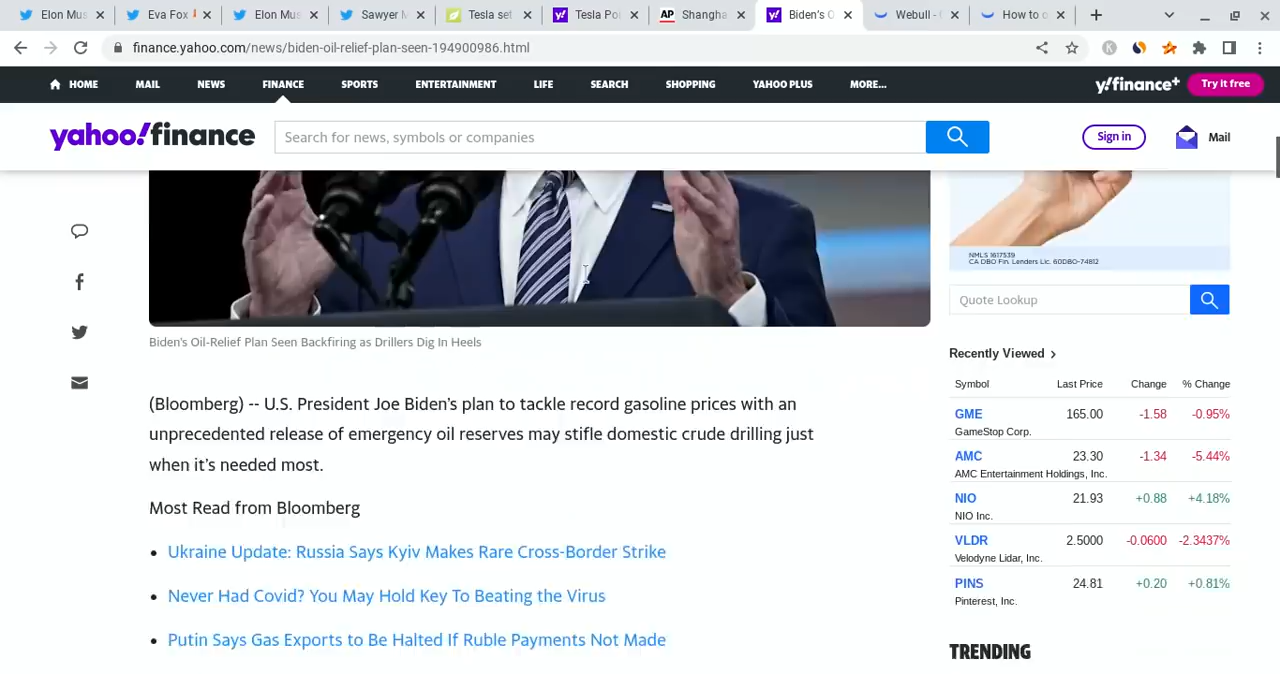 Elon Mus
Eva Fox
Elon Mus
Sawyer M
Tesla set
Tesla Po
Shangha
Biden's O
Webull -
How to o
finance.yahoo.com/news/biden-oil-relief-plan-seen-194900986.html
HOME MAIL NEWS FINANCE SPORTS ENTERTAINMENT LIFE SEARCH SHOPPING YAHOO PLUS MORE...
y!finance+ Try it free
yahoo!finance
Search for news, symbols or companies
Sign in
Mail
NMLS 1617539
CA DBO Fin. Lenders Lic. 60DBO-74812
Quote Lookup
Biden's Oil-Relief Plan Seen Backfiring as Drillers Dig In Heels
(Bloomberg) -- U.S. President Joe Biden's plan to tackle record gasoline prices with an
unprecedented release of emergency oil reserves may stifle domestic crude drilling just
when it's needed most.
Most Read from Bloomberg
Ukraine Update: Russia Says Kyiv Makes Rare Cross-Border Strike
Never Had Covid? You May Hold Key To Beating the Virus
Putin Says Gas Exports to Be Halted If Ruble Payments Not Made
Recently Viewed
Symbol Last Price Change % Change
GME 165.00 -1.58 -0.95%
GameStop Corp.
AMC 23.30 -1.34 -5.44%
AMC Entertainment Holdings, Inc.
NIO 21.93 +0.88 +4.18%
NIO Inc.
VLDR 2.5000 -0.0600 -2.3437%
Velodyne Lidar, Inc.
PINS 24.81 +0.20 +0.81%
Pinterest, Inc.
TRENDING